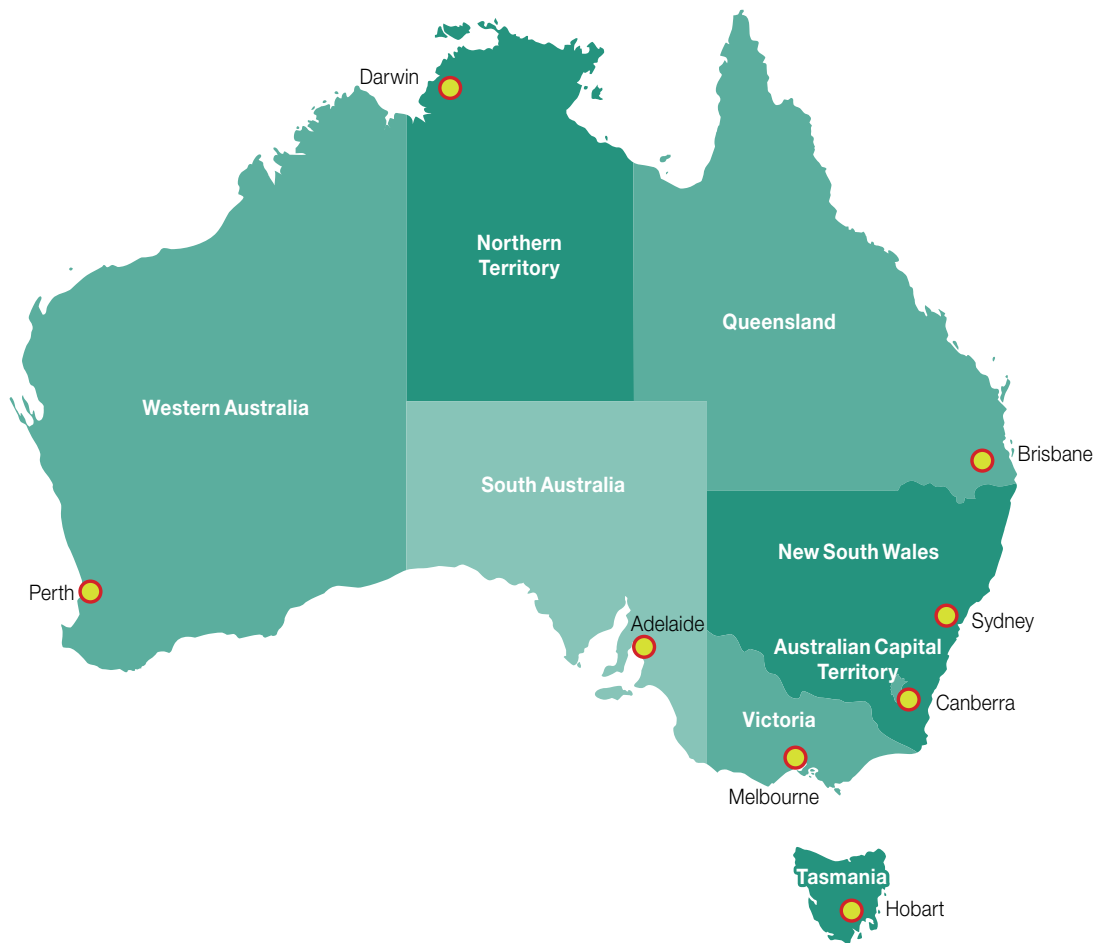 Darwin
Northern
Territory
Queensland
Western Australia
Brisbane
South Australia
New South Wales
Perth
Adelaide
Sydney
Australian Capital
Territory
Canberra
Victoria
Melbourne
Tasmania
Hobart